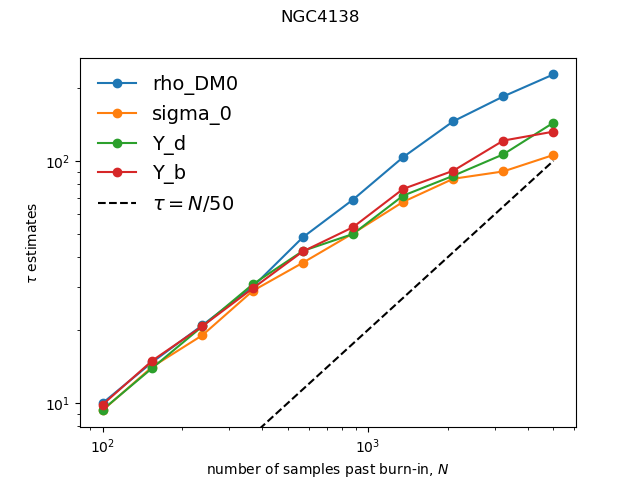 NGC4138
rho_DM0
sigma_0
Y_d
Y_b
τ = N/50
τ estimates
10²
10¹
10²
10³
number of samples past burn-in, N